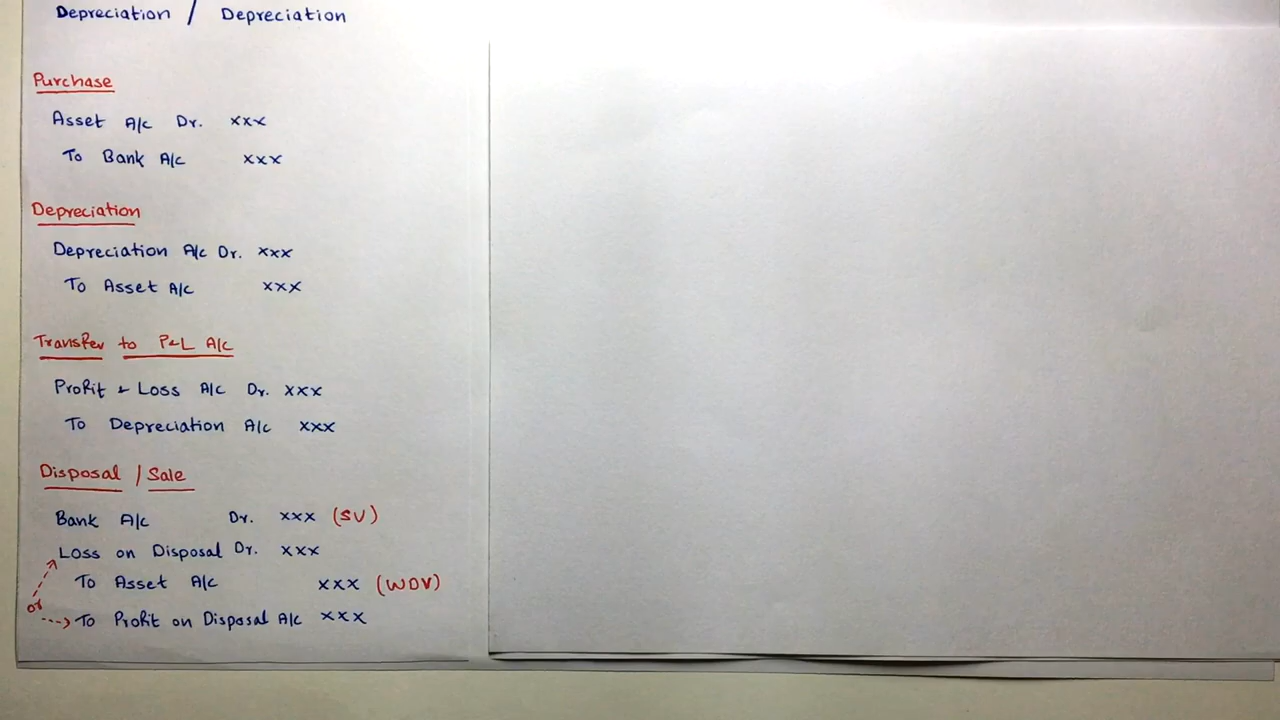 Depreciation / Depreciation
Purchase
Asset A/c Dr. xxx
To Bank A/c xxx
Depreciation
Depreciation A/c Dr. xxx
To Asset A/c xxx
Transfer to P&L A/c
Profit & Loss A/c Dr. xxx
To Depreciation A/c xxx
Disposal / Sale
Bank A/c Dr. xxx (SV)
Loss on Disposal Dr. xxx
To Asset A/c xxx (WDV)
or
To Profit on Disposal A/c xxx